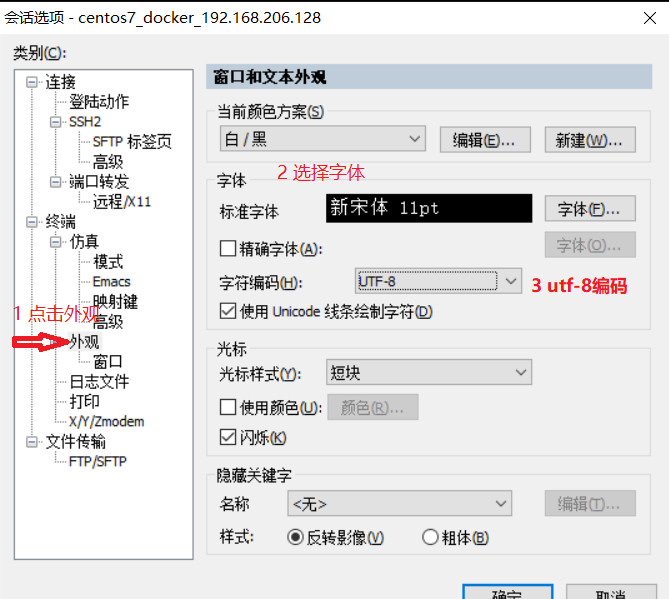 会话选项 - centos7_docker_192.168.206.128
类别(C):
连接
登陆动作
SSH2
SFTP 标签页
高级
端口转发
远程/X11
终端
仿真
模式
Emacs
映射键
高级
1 点击外观
外观
窗口
日志文件
打印
X/Y/Zmodem
文件传输
FTP/SFTP
窗口和文本外观
当前颜色方案(S)
白 / 黑
编辑(E)...
新建(W)...
2 选择字体
字体
标准字体
新宋体 11pt
字体(F)...
精确字体(A):
字体(O)...
字符编码(H):
UTF-8
3 utf-8编码
使用 Unicode 线条绘制字符(D)
光标
光标样式(Y):
短块
使用颜色(U):
颜色(R)...
闪烁(K)
隐藏关键字
名称
<无>
编辑(T)...
样式:
反转影像(V)
粗体(B)
确定
取消